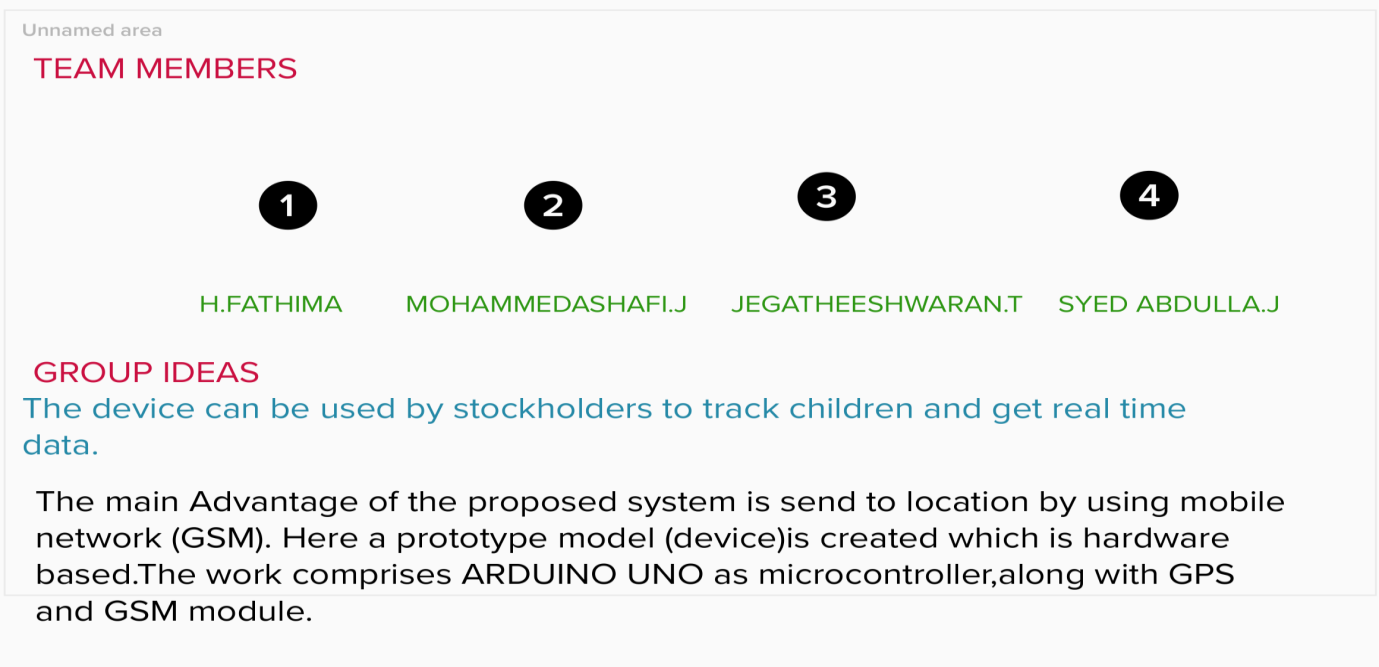 Unnamed area
TEAM MEMBERS
1 2 3 4
H.FATHIMA MOHAMMEDASHAFI.J JEGATHEESHWARAN.T SYED ABDULLA.J
GROUP IDEAS
The device can be used by stockholders to track children and get real time
data.
The main Advantage of the proposed system is send to location by using mobile
network (GSM). Here a prototype model (device)is created which is hardware
based.The work comprises ARDUINO UNO as microcontroller,along with GPS
and GSM module.